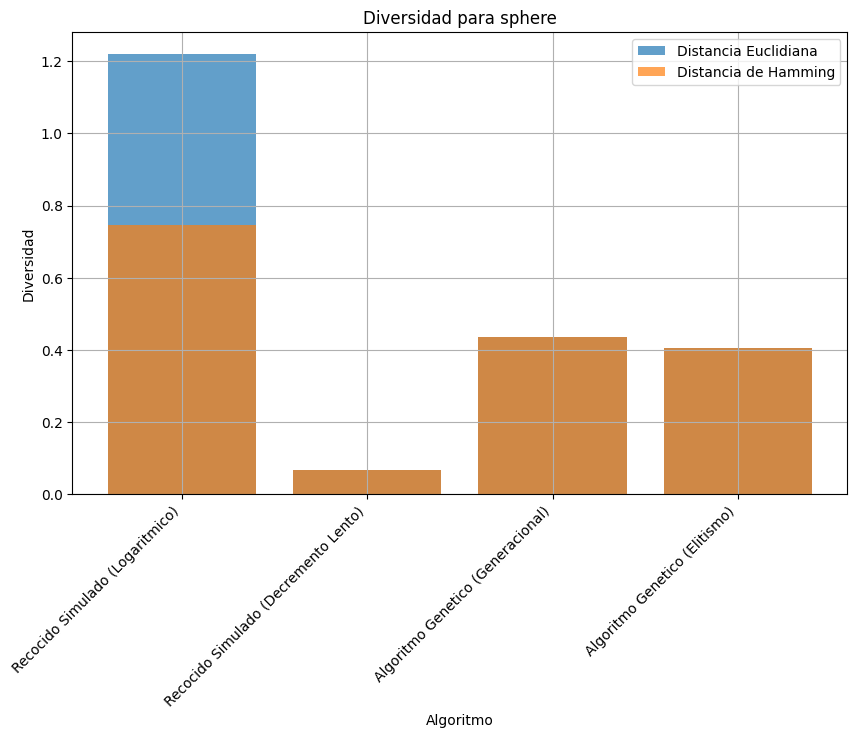 Diversidad para sphere
Distancia Euclidiana
Distancia de Hamming
Diversidad
1.2
1.0
0.8
0.6
0.4
0.2
0.0
Recocido Simulado (Logaritmico)
Recocido Simulado (Decremento Lento)
Algoritmo Genetico (Generacional)
Algoritmo Genetico (Elitismo)
Algoritmo